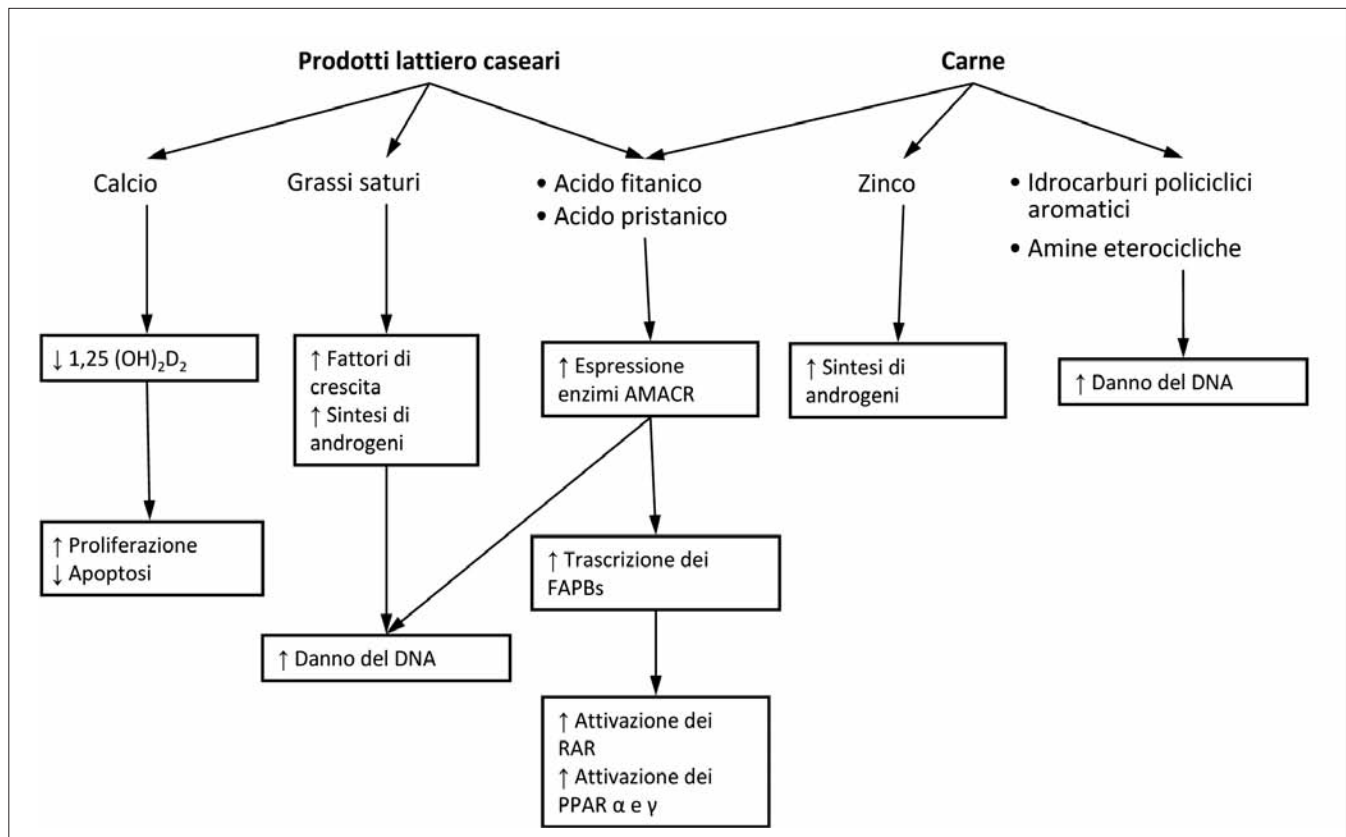 Prodotti lattiero caseari
Carne
Calcio
Grassi saturi
• Acido fitanico
• Acido pristanico
Zinco
• Idrocarburi policiclici
aromatici
• Amine eterocicliche
↓ 1,25 (OH)₂D₂
↑ Fattori di
crescita
↑ Sintesi di
androgeni
↑ Espressione
enzimi AMACR
↑ Sintesi di
androgeni
↑ Danno del DNA
↑ Proliferazione
↓ Apoptosi
↑ Trascrizione dei
FAPBs
↑ Danno del DNA
↑ Attivazione dei
RAR
↑ Attivazione dei
PPAR α e γ